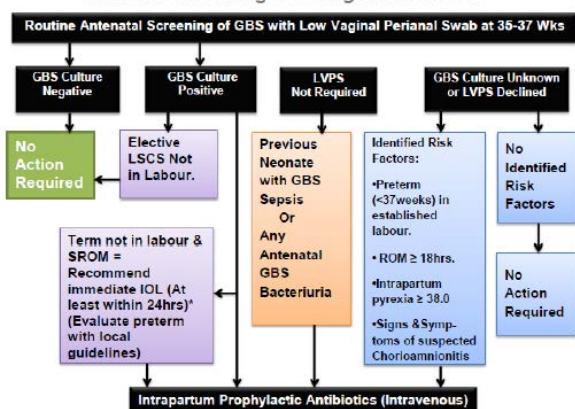 Routine Antenatal Screening of GBS with Low Vaginal Perianal Swab at 35-37 Wks
GBS Culture
Negative
GBS Culture
Positive
LVPS
Not Required
GBS Culture Unknown
or LVPS Declined
No
Action
Required
Elective
LSCS Not
in Labour.
Term not in labour &
SROM =
Recommend
immediate IOL (At
least within 24hrs)*
(Evaluate preterm
with local
guidelines)
Previous
Neonate
with GBS
Sepsis
Or
Any
Antenatal
GBS
Bacteriuria
Identified Risk
Factors:
•Preterm
(<37weeks) in
established
labour.
• ROM ≥ 18hrs.
•Intrapartum
pyrexia ≥ 38.0
•Signs &Symp-
toms of suspected
Chorioamnionitis
No
Identified
Risk
Factors
No
Action
Required
Intrapartum Prophylactic Antibiotics (Intravenous)